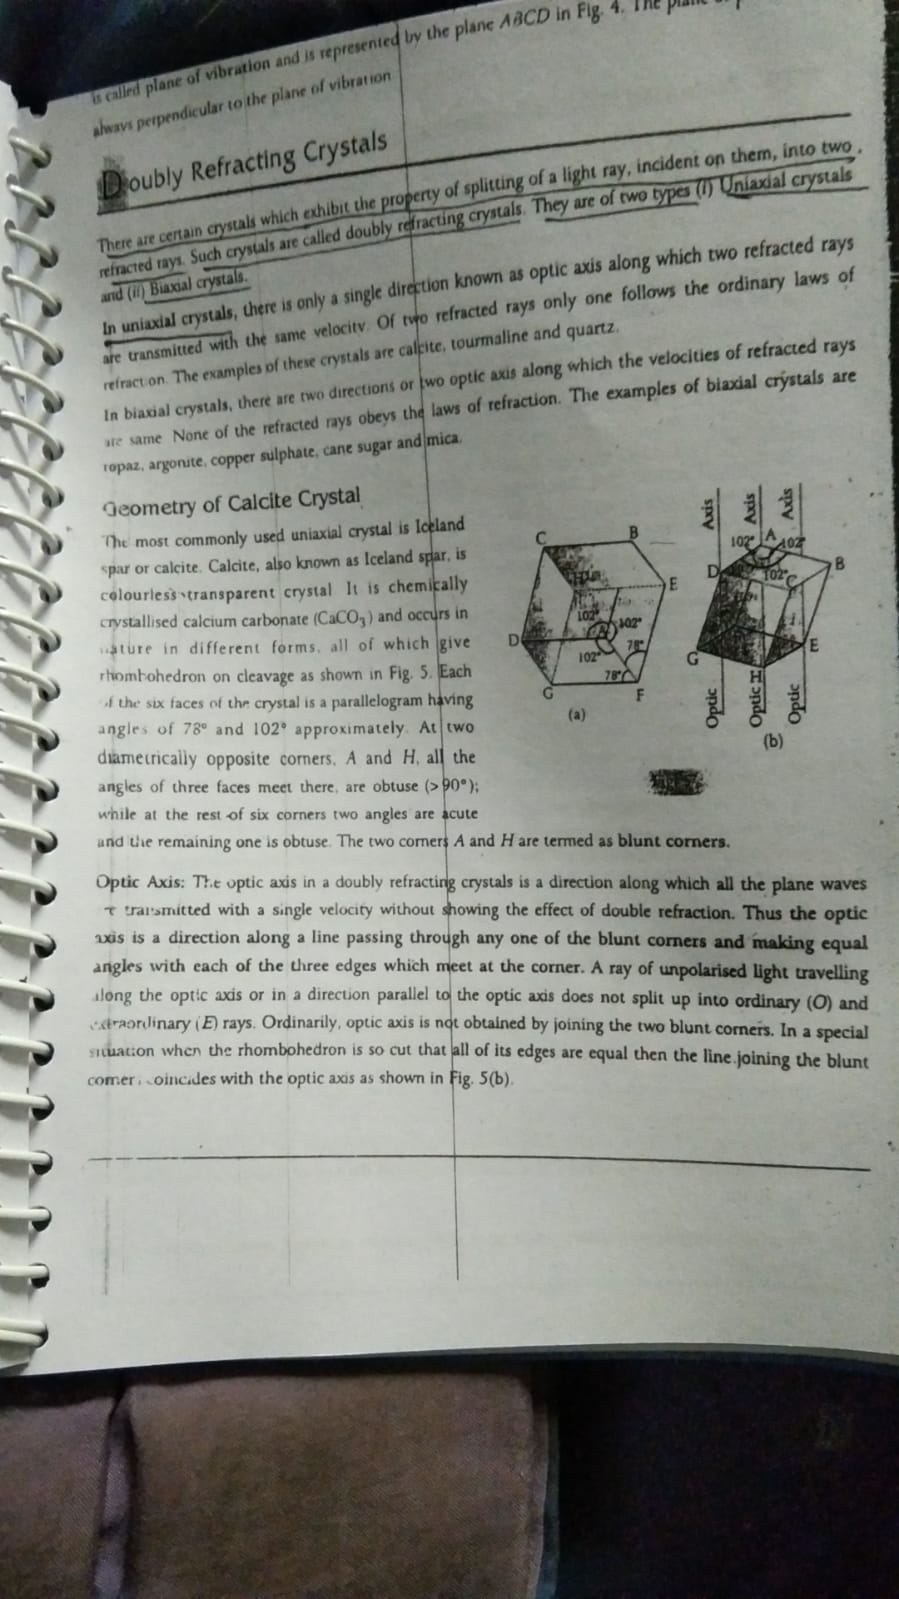 is called plane of vibration and is represented by the plane ABCD in Fig. 4. The plane
always perpendicular to the plane of vibration
Doubly Refracting Crystals
There are certain crystals which exhibit the property of splitting of a light ray, incident on them, into two
refracted rays. Such crystals are called doubly refracting crystals. They are of two types (i) Uniaxial crystals
and (ii) Biaxial crystals.
In uniaxial crystals, there is only a single direction known as optic axis along which two refracted rays
are transmitted with the same velocity. Of two refracted rays only one follows the ordinary laws of
refraction. The examples of these crystals are calcite, tourmaline and quartz.
In biaxial crystals, there are two directions or two optic axis along which the velocities of refracted rays
are same. None of the refracted rays obeys the laws of refraction. The examples of biaxial crystals are
topaz, argonite, copper sulphate, cane sugar and mica.
Geometry of Calcite Crystal
The most commonly used uniaxial crystal is Iceland
spar or calcite. Calcite, also known as Iceland spar, is
colourless transparent crystal. It is chemically
crystallised calcium carbonate (CaCO₃) and occurs in
nature in different forms, all of which give
rhombohedron on cleavage as shown in Fig. 5. Each
of the six faces of the crystal is a parallelogram having
angles of 78° and 102° approximately. At two
diametrically opposite corners, A and H, all the
angles of three faces meet there, are obtuse (>90°);
while at the rest of six corners two angles are acute
and the remaining one is obtuse. The two corners A and H are termed as blunt corners.
C B
H E
102° 102°
D A 78°
102° 78°
G F
(a)
Axis Axis Axis
102° A 102°
D 102° C B
G H E
Optic Optic Optic
(b)
Optic Axis: The optic axis in a doubly refracting crystals is a direction along which all the plane waves
transmitted with a single velocity without showing the effect of double refraction. Thus the optic
axis is a direction along a line passing through any one of the blunt corners and making equal
angles with each of the three edges which meet at the corner. A ray of unpolarised light travelling
along the optic axis or in a direction parallel to the optic axis does not split up into ordinary (O) and
extraordinary (E) rays. Ordinarily, optic axis is not obtained by joining the two blunt corners. In a special
situation when the rhombohedron is so cut that all of its edges are equal then the line joining the blunt
corner coincides with the optic axis as shown in Fig. 5(b).